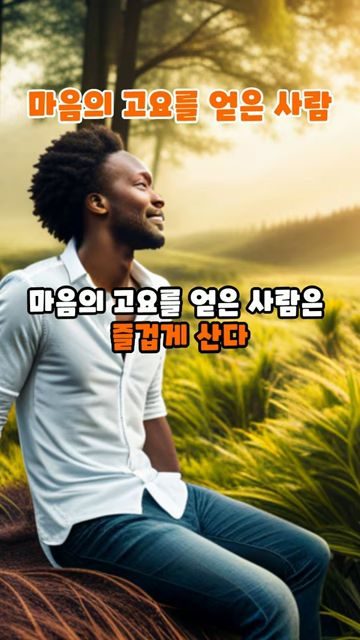 마음의 고요를 얻은 사람
마음의 고요를 얻은 사람은
즐겁게 산다